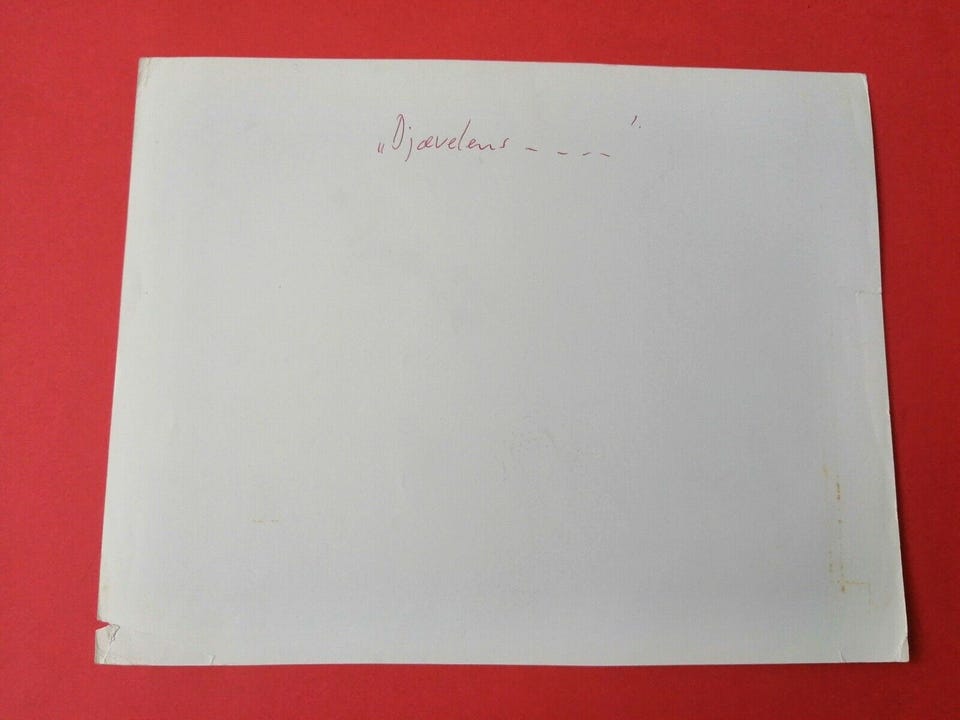 „Djævelens _ _ _ _ '.